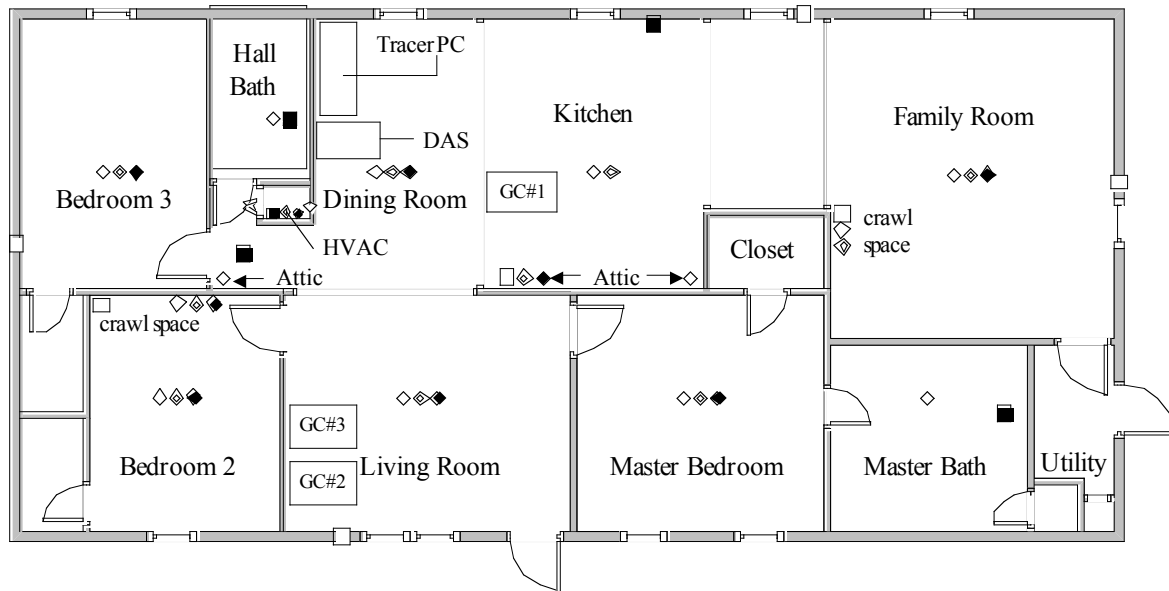 Tracer PC
Hall
Bath
Kitchen
Family Room
DAS
Bedroom 3
Dining Room
GC#1
HVAC
Closet
crawl
space
Attic
Attic
crawl space
GC#3
GC#2
Bedroom 2
Living Room
Master Bedroom
Master Bath
Utility